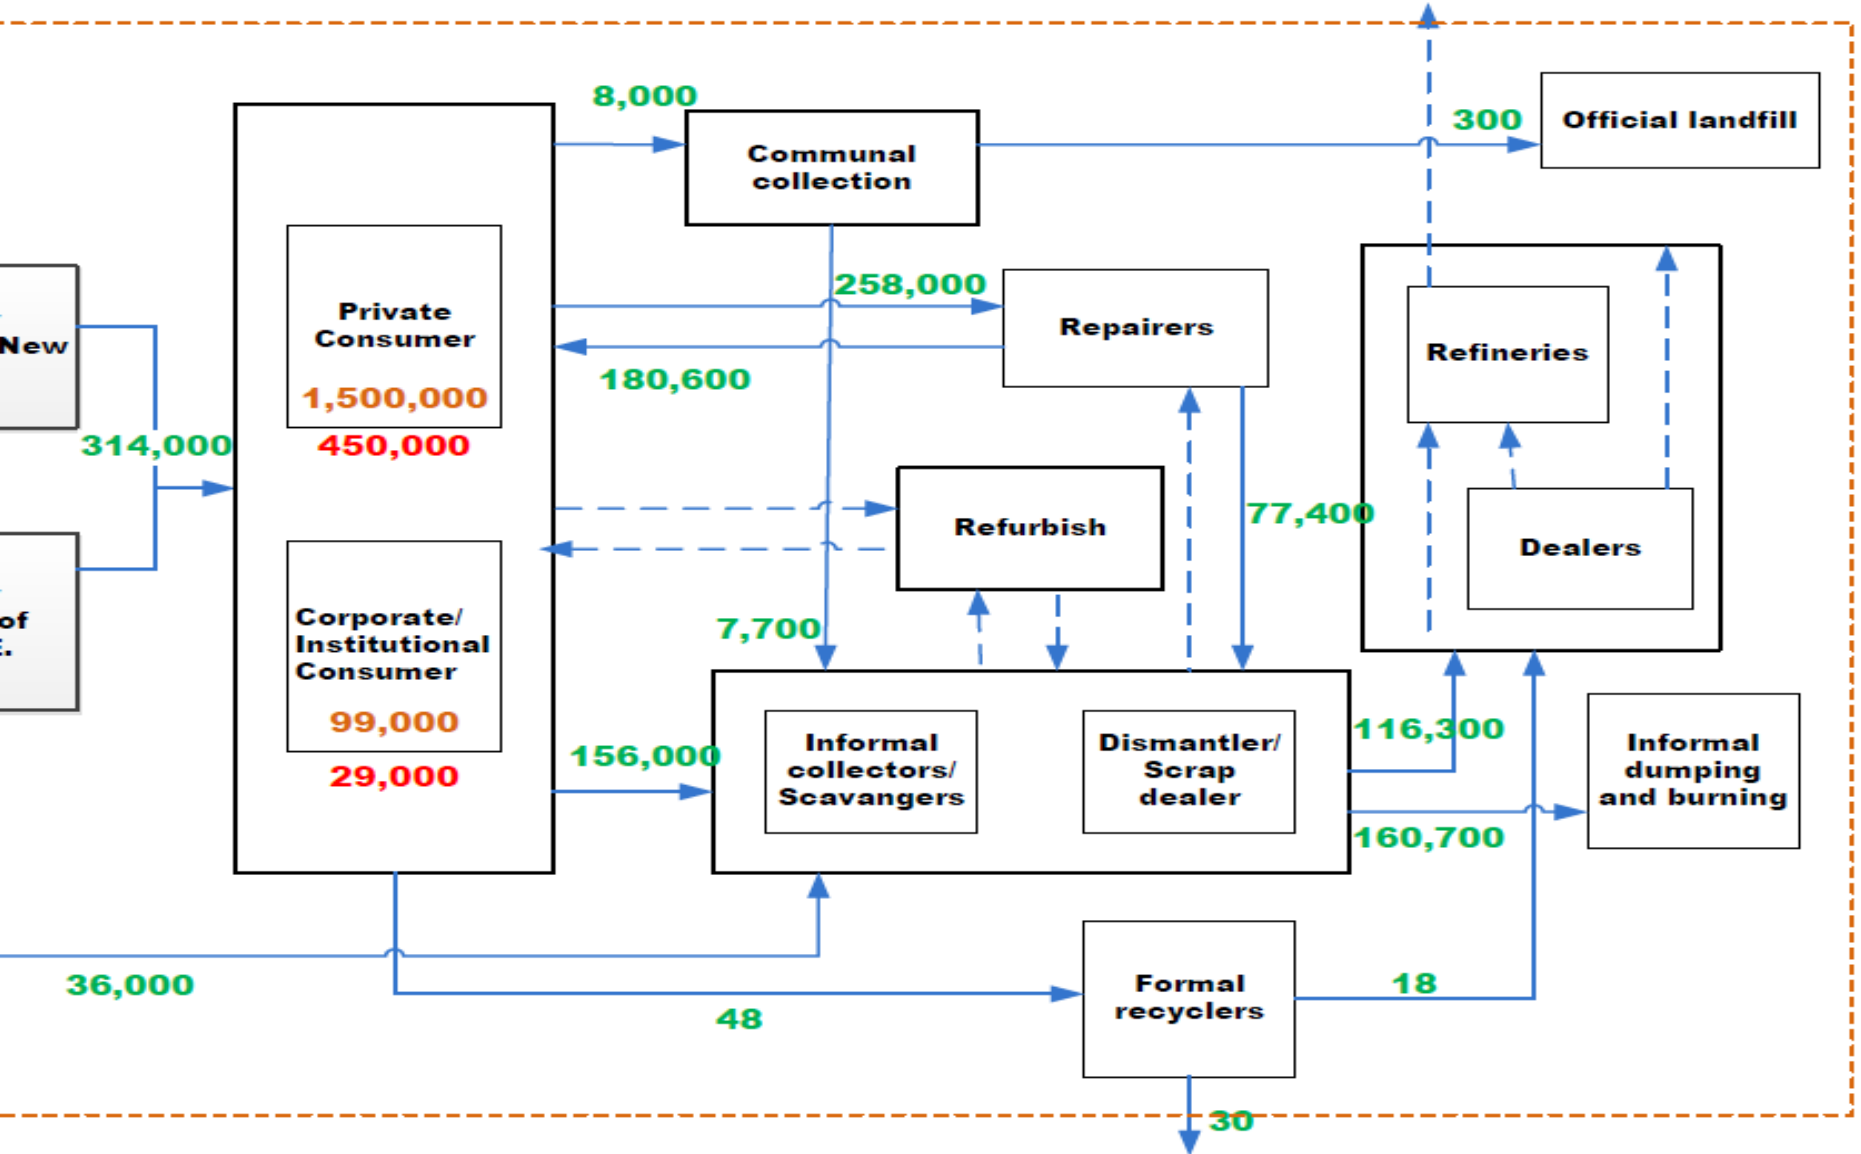 8,000
Communal
collection
300
Official landfill
New
314,000
Private
Consumer
1,500,000
450,000
258,000
180,600
Repairers
Refineries
Refurbish
77,400
Dealers
of
E.
Corporate/
Institutional
Consumer
99,000
29,000
7,700
156,000
Informal
collectors/
Scavangers
Dismantler/
Scrap
dealer
116,300
160,700
Informal
dumping
and burning
36,000
48
Formal
recyclers
18
30